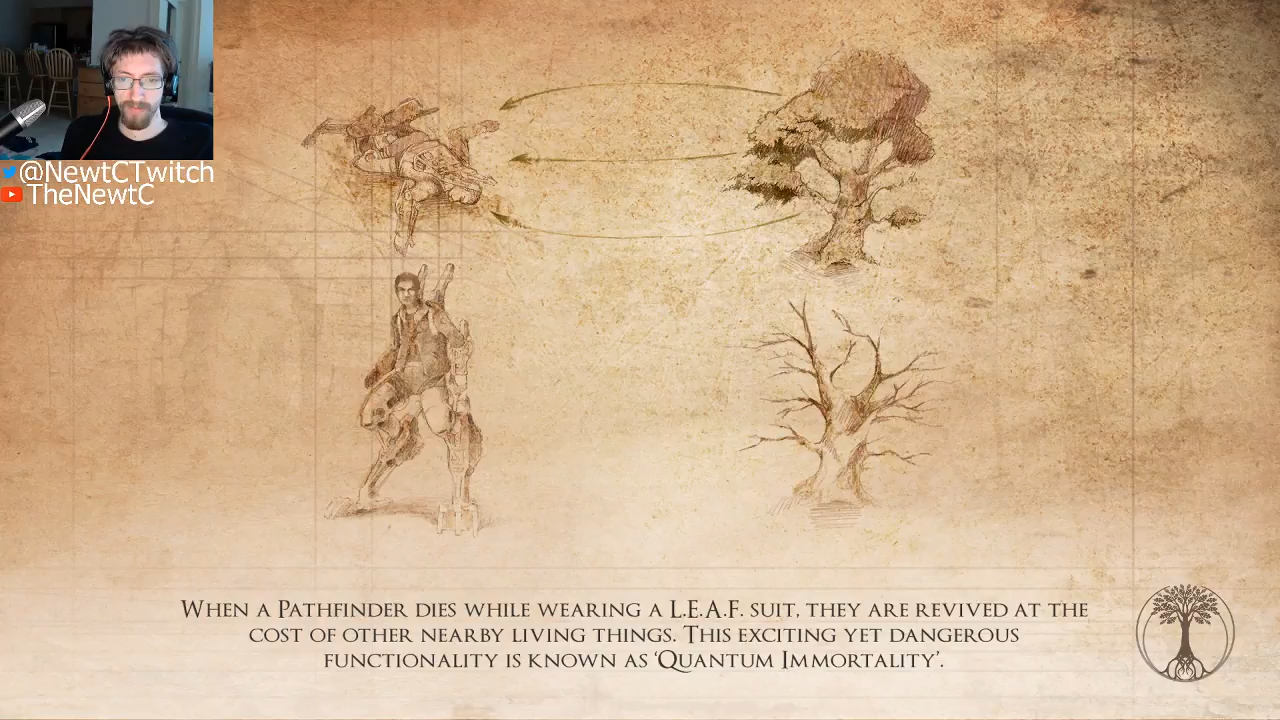 @NewtCTwitch
TheNewtC
When a Pathfinder dies while wearing a L.E.A.F. suit, they are revived at the
cost of other nearby living things. This exciting yet dangerous
functionality is known as ‘Quantum Immortality’.